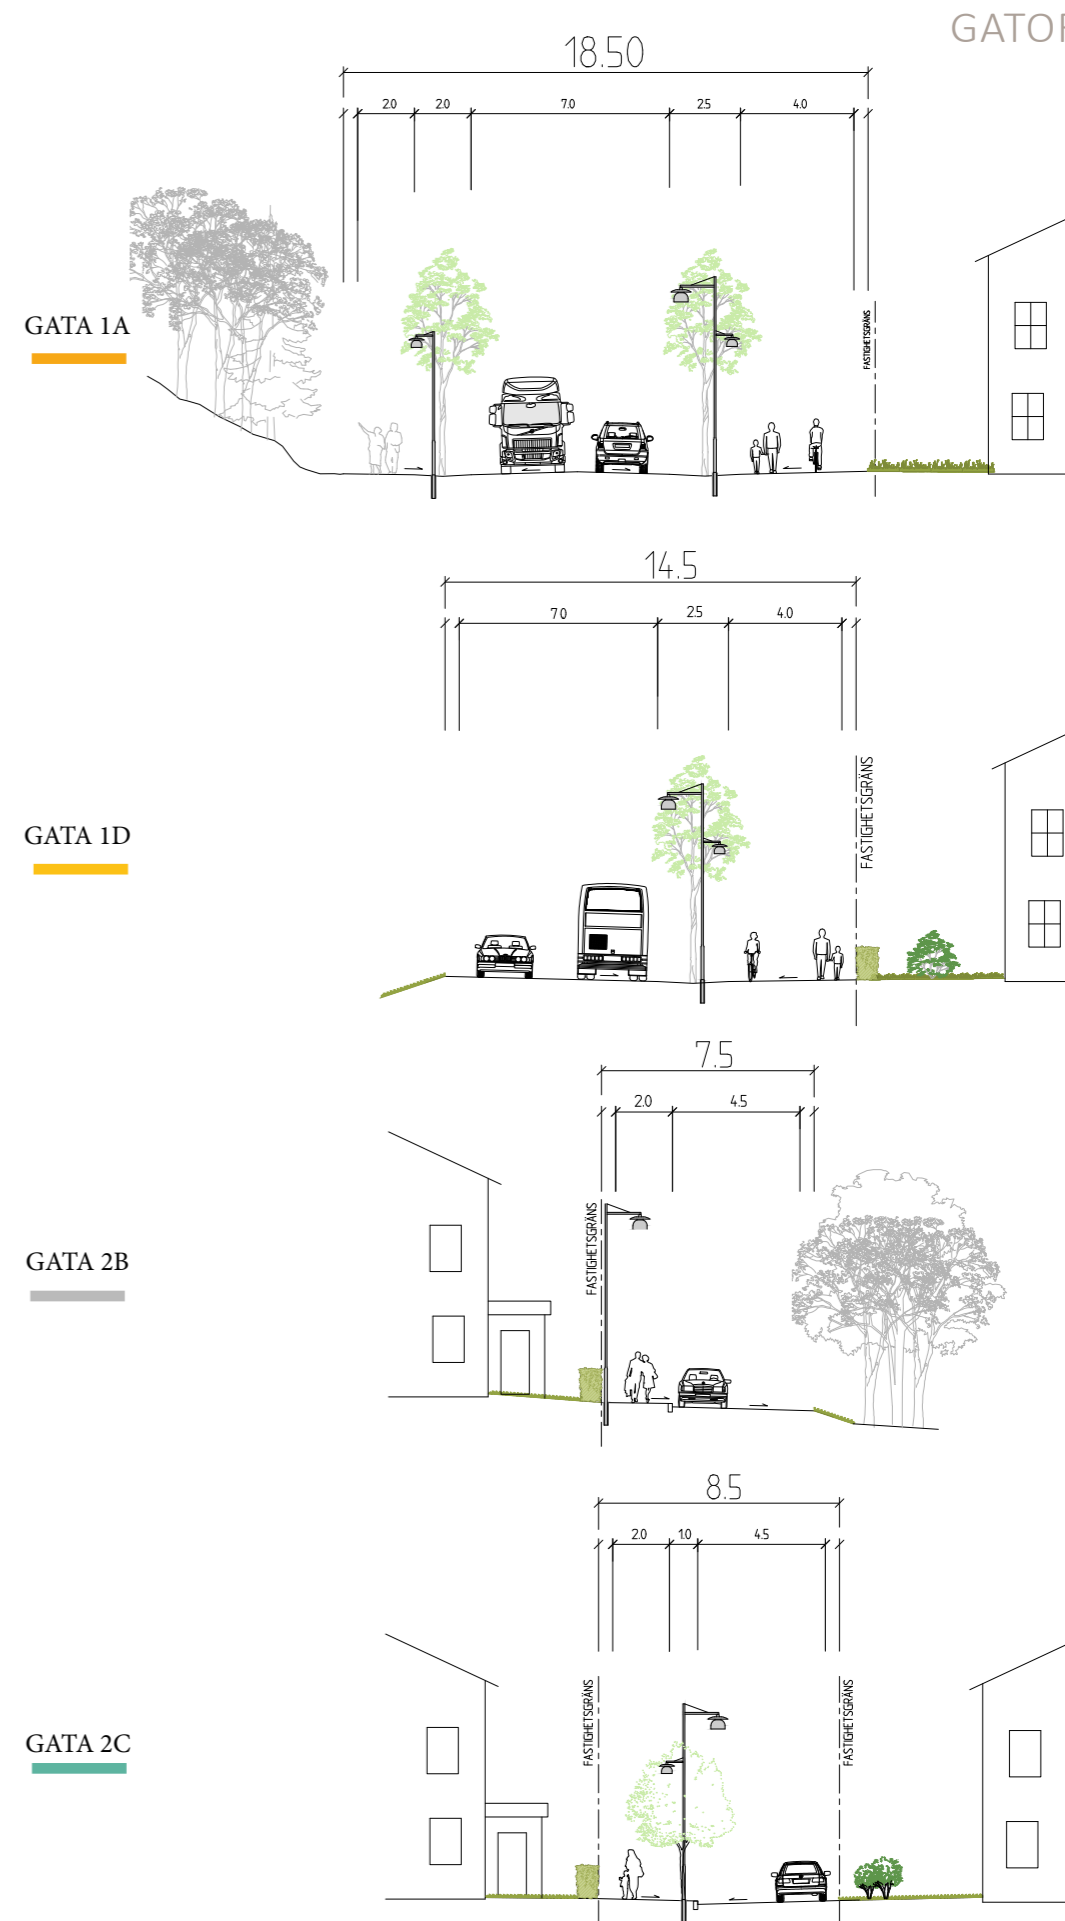 GATOR
18.50
2.0 2.0 7.0 2.5 4.0
GATA 1A
FASTIGHETSGRÄNS
14.5
7.0 2.5 4.0
FASTIGHETSGRÄNS
GATA 1D
7.5
2.0 4.5
FASTIGHETSGRÄNS
GATA 2B
8.5
2.0 1.0 4.5
FASTIGHETSGRÄNS FASTIGHETSGRÄNS
GATA 2C